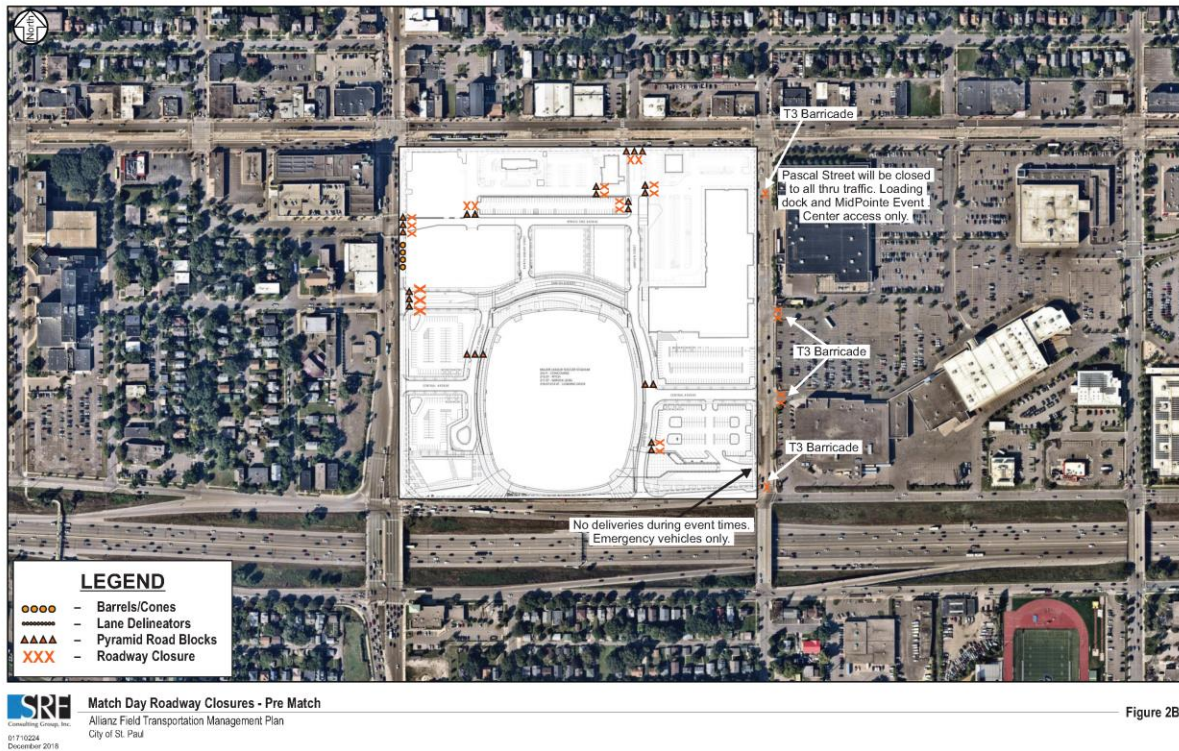 North
T3 Barricade
Pascal Street will be closed
to all thru traffic. Loading
dock and MidPointe Event
Center access only.
T3 Barricade
T3 Barricade
No deliveries during event times.
Emergency vehicles only.
LEGEND
– Barrels/Cones
– Lane Delineators
– Pyramid Road Blocks
XXX – Roadway Closure
SRF
Consulting Group, Inc.
01710224
December 2018
Match Day Roadway Closures - Pre Match
Allianz Field Transportation Management Plan
City of St. Paul
Figure 2B